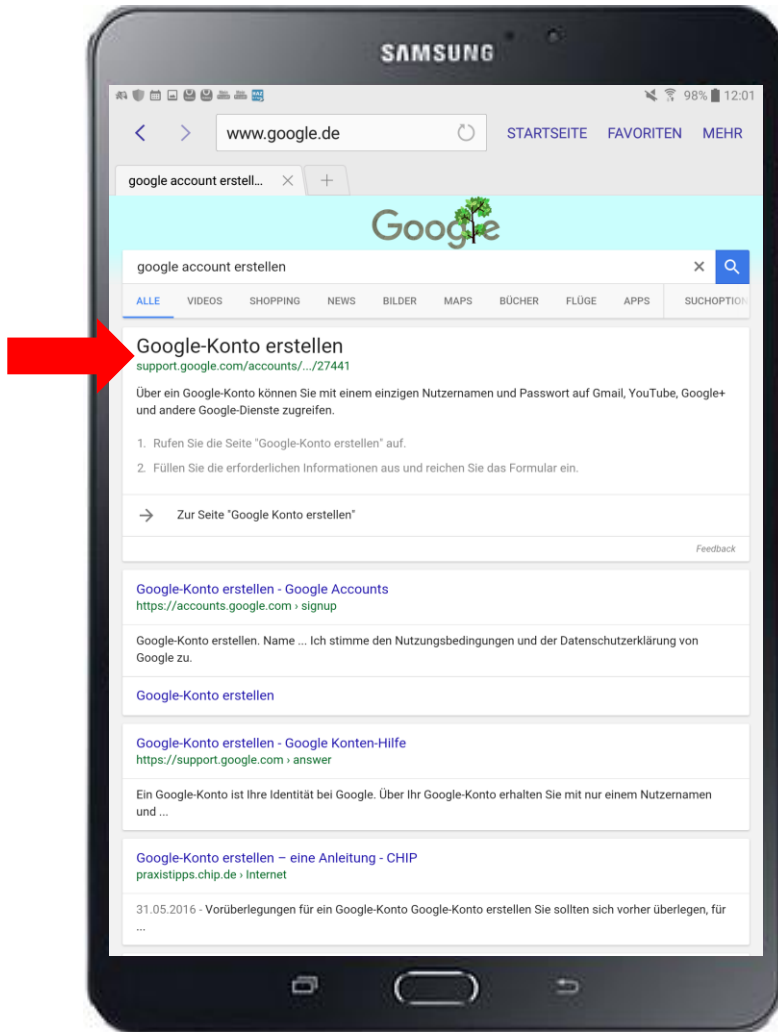 SAMSUNG
98% 12:01
www.google.de STARTSEITE FAVORITEN MEHR
google account erstell...
Google
google account erstellen
ALLE VIDEOS SHOPPING NEWS BILDER MAPS BÜCHER FLÜGE APPS SUCHOPTION
Google-Konto erstellen
support.google.com/accounts/.../27441
Über ein Google-Konto können Sie mit einem einzigen Nutzernamen und Passwort auf Gmail, YouTube, Google+
und andere Google-Dienste zugreifen.
1. Rufen Sie die Seite "Google-Konto erstellen" auf.
2. Füllen Sie die erforderlichen Informationen aus und reichen Sie das Formular ein.
Zur Seite "Google Konto erstellen"
Feedback
Google-Konto erstellen - Google Accounts
https://accounts.google.com › signup
Google-Konto erstellen. Name ... Ich stimme den Nutzungsbedingungen und der Datenschutzerklärung von
Google zu.
Google-Konto erstellen
Google-Konto erstellen - Google Konten-Hilfe
https://support.google.com › answer
Ein Google-Konto ist Ihre Identität bei Google. Über Ihr Google-Konto erhalten Sie mit nur einem Nutzernamen
und ...
Google-Konto erstellen – eine Anleitung - CHIP
praxistipps.chip.de › Internet
31.05.2016 - Vorüberlegungen für ein Google-Konto Google-Konto erstellen Sie sollten sich vorher überlegen, für
...